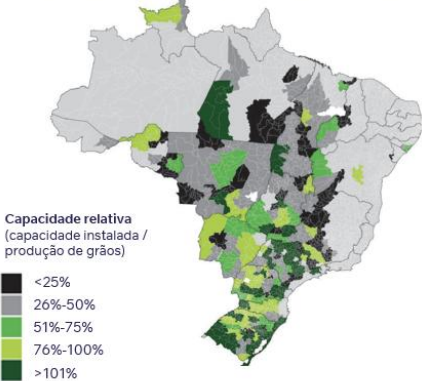 Capacidade relativa
(capacidade instalada /
produção de grãos)
<25%
26%-50%
51%-75%
76%-100%
>101%